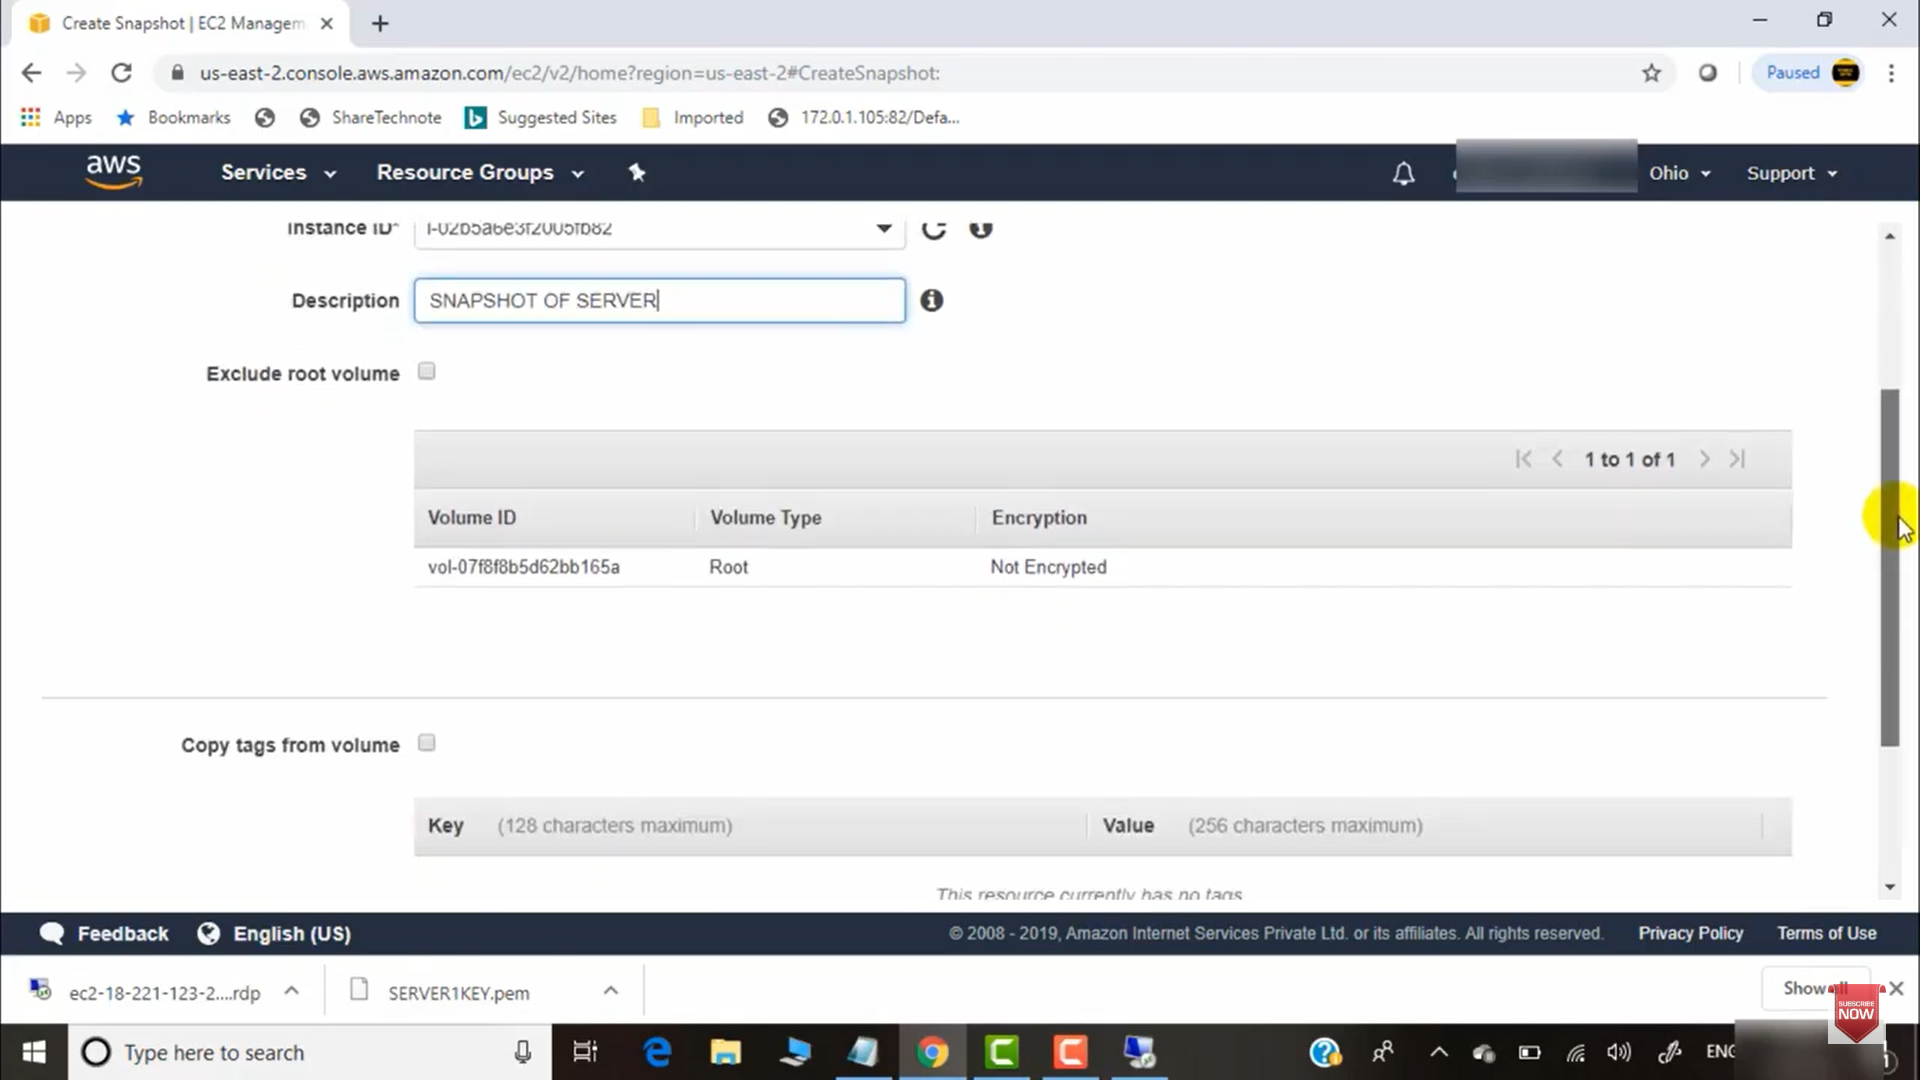 Create Snapshot | EC2 Managem
us-east-2.console.aws.amazon.com/ec2/v2/home?region=us-east-2#CreateSnapshot:
Paused
Apps
Bookmarks
ShareTechnote
Suggested Sites
Imported
172.0.1.105:82/Defa...
aws
Services
Resource Groups
Ohio
Support
Instance ID*
i-02b5a6e3f2005fb82
Description
SNAPSHOT OF SERVER
Exclude root volume
1 to 1 of 1
Volume ID
Volume Type
Encryption
vol-07f8f8b5d62bb165a
Root
Not Encrypted
Copy tags from volume
Key
(128 characters maximum)
Value
(256 characters maximum)
This resource currently has no tags
Feedback
English (US)
© 2008 - 2019, Amazon Internet Services Private Ltd. or its affiliates. All rights reserved.
Privacy Policy
Terms of Use
ec2-18-221-123-2....rdp
SERVER1KEY.pem
Show all
SUBSCRIBE
NOW
Type here to search
ENG